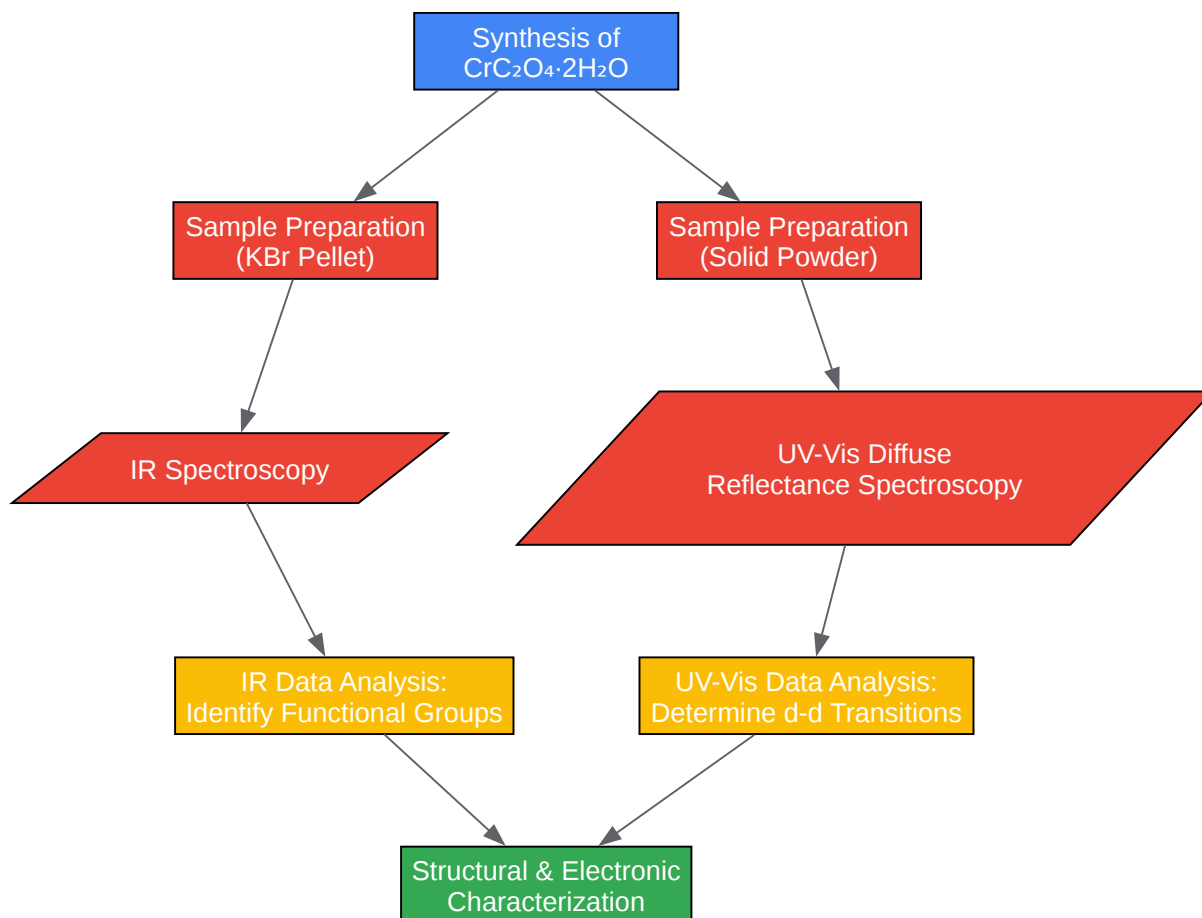 Synthesis of
CrC₂O₄·2H₂O
Sample Preparation
(KBr Pellet)
Sample Preparation
(Solid Powder)
IR Spectroscopy
UV-Vis Diffuse
Reflectance Spectroscopy
IR Data Analysis:
Identify Functional Groups
UV-Vis Data Analysis:
Determine d-d Transitions
Structural & Electronic
Characterization